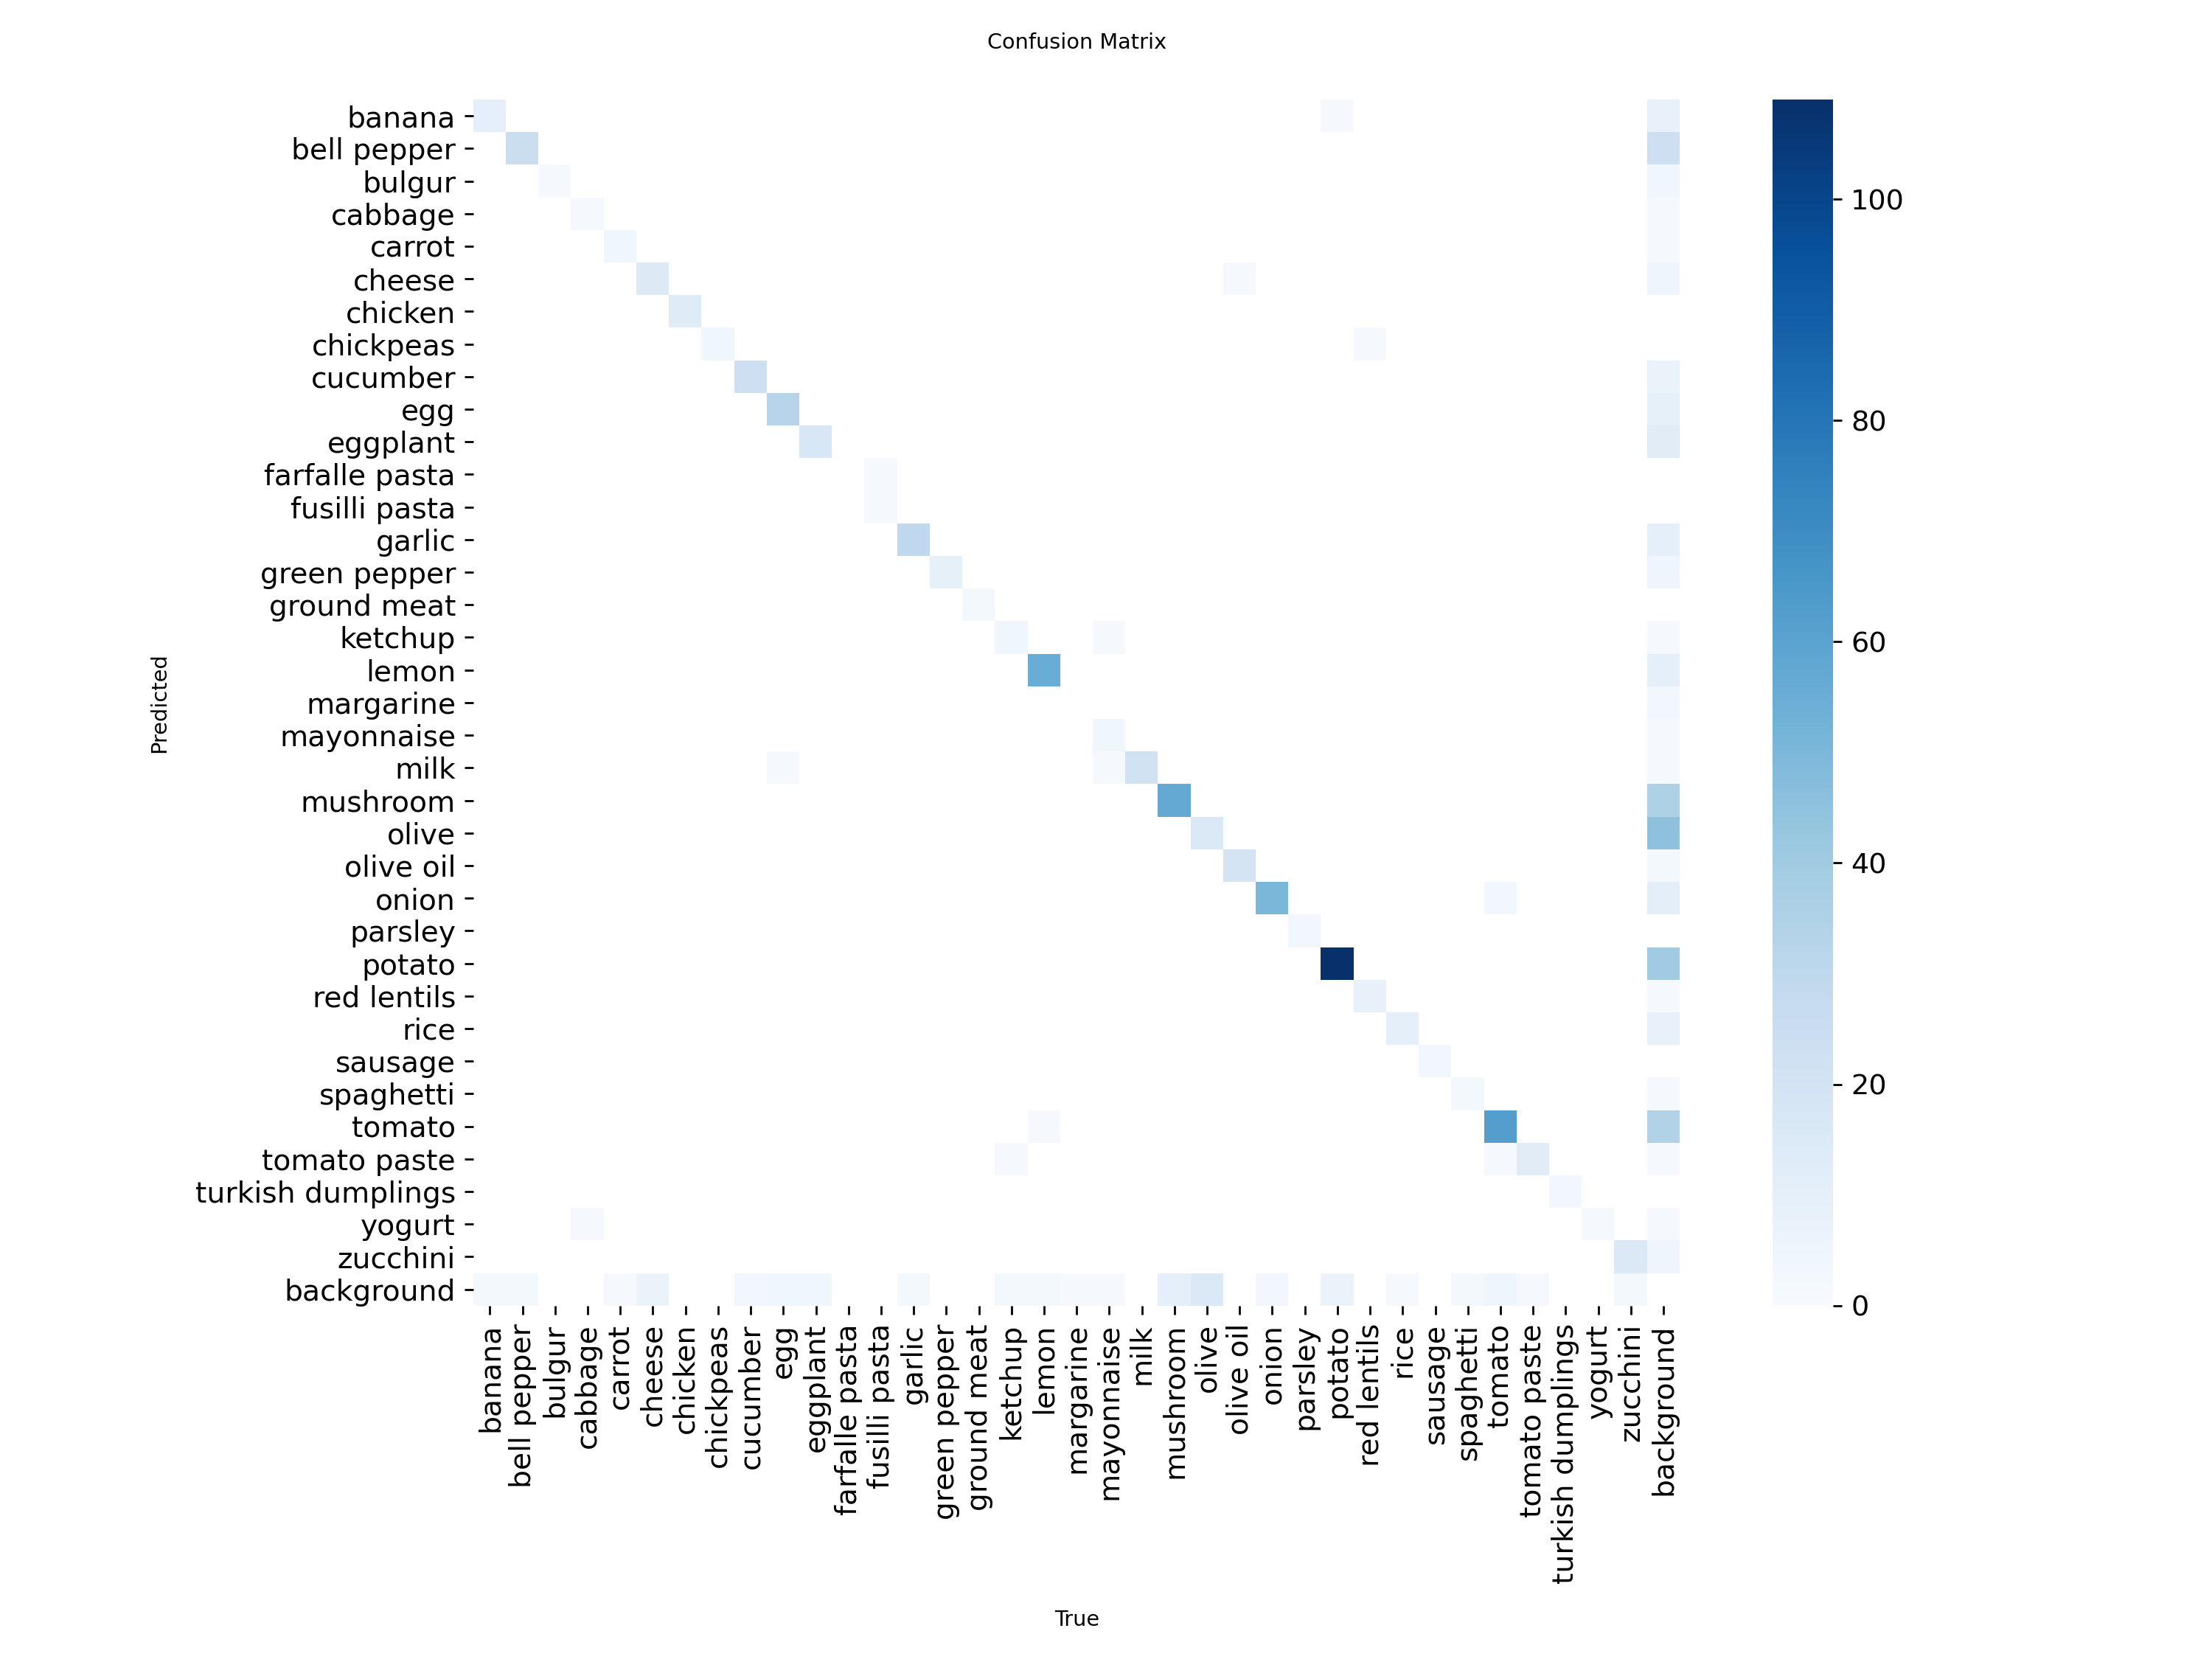 Confusion Matrix
banana
bell pepper
bulgur
cabbage
carrot
cheese
chicken
chickpeas
cucumber
egg
eggplant
farfalle pasta
fusilli pasta
garlic
green pepper
ground meat
ketchup
lemon
margarine
mayonnaise
milk
mushroom
olive
olive oil
onion
parsley
potato
red lentils
rice
sausage
spaghetti
tomato
tomato paste
turkish dumplings
yogurt
zucchini
background
Predicted
banana
bell pepper
bulgur
cabbage
carrot
cheese
chicken
chickpeas
cucumber
egg
eggplant
farfalle pasta
fusilli pasta
garlic
green pepper
ground meat
ketchup
lemon
margarine
mayonnaise
milk
mushroom
olive
olive oil
onion
parsley
potato
red lentils
rice
sausage
spaghetti
tomato
tomato paste
turkish dumplings
yogurt
zucchini
background
True
100
80
60
40
20
0